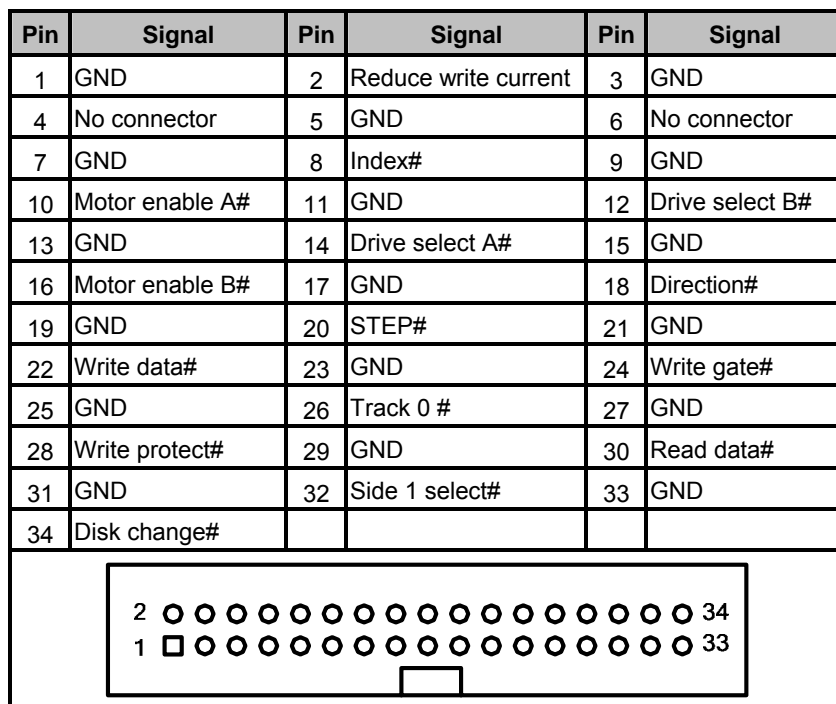 Pin Signal Pin Signal Pin Signal
1 GND 2 Reduce write current 3 GND
4 No connector 5 GND 6 No connector
7 GND 8 Index# 9 GND
10 Motor enable A# 11 GND 12 Drive select B#
13 GND 14 Drive select A# 15 GND
16 Motor enable B# 17 GND 18 Direction#
19 GND 20 STEP# 21 GND
22 Write data# 23 GND 24 Write gate#
25 GND 26 Track 0 # 27 GND
28 Write protect# 29 GND 30 Read data#
31 GND 32 Side 1 select# 33 GND
34 Disk change#
2 34
1 33